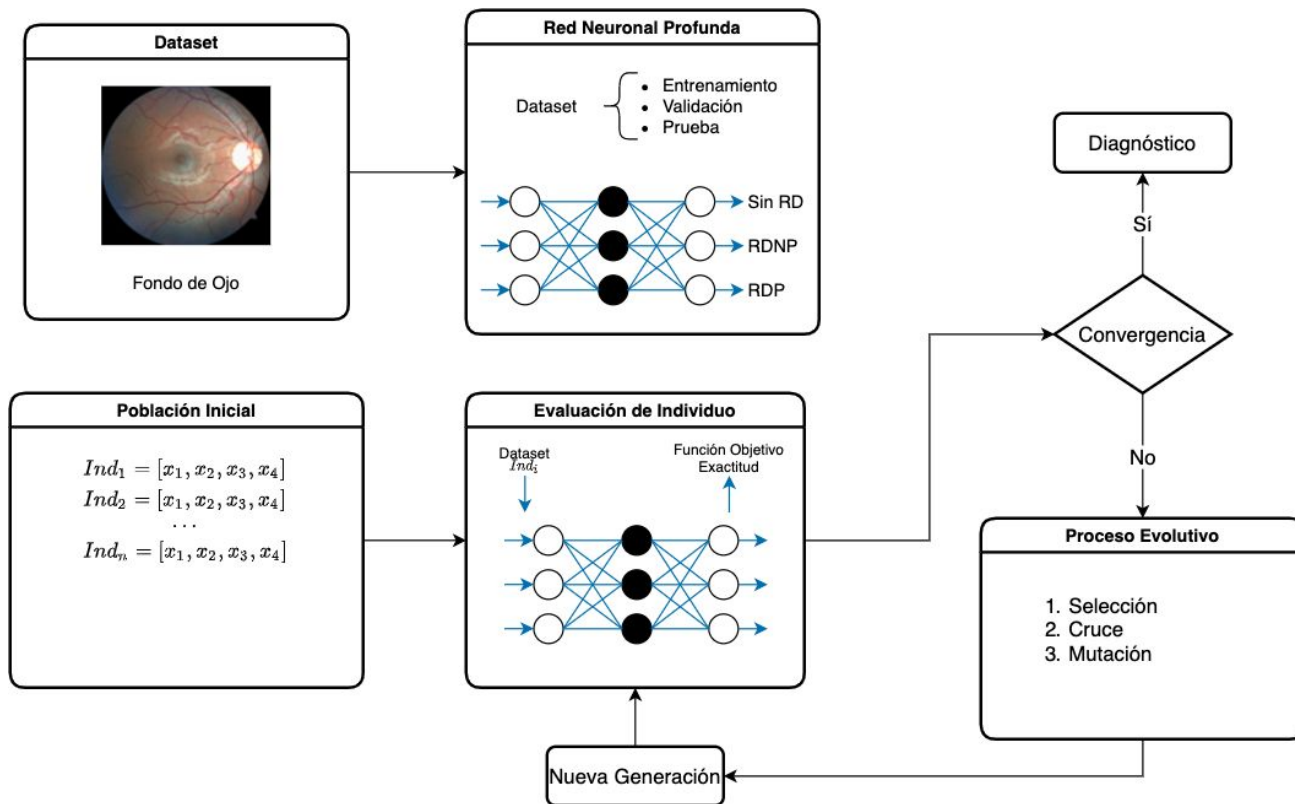 Dataset
Fondo de Ojo
Red Neuronal Profunda
Dataset
• Entrenamiento
• Validación
• Prueba
Sin RD
RDNP
RDP
Población Inicial
Ind₁ = [x₁, x₂, x₃, x₄]
Ind₂ = [x₁, x₂, x₃, x₄]
...
Indₙ = [x₁, x₂, x₃, x₄]
Evaluación de Individuo
Dataset
Indᵢ
Función Objetivo
Exactitud
Diagnóstico
Sí
Convergencia
No
Proceso Evolutivo
1. Selección
2. Cruce
3. Mutación
Nueva Generación